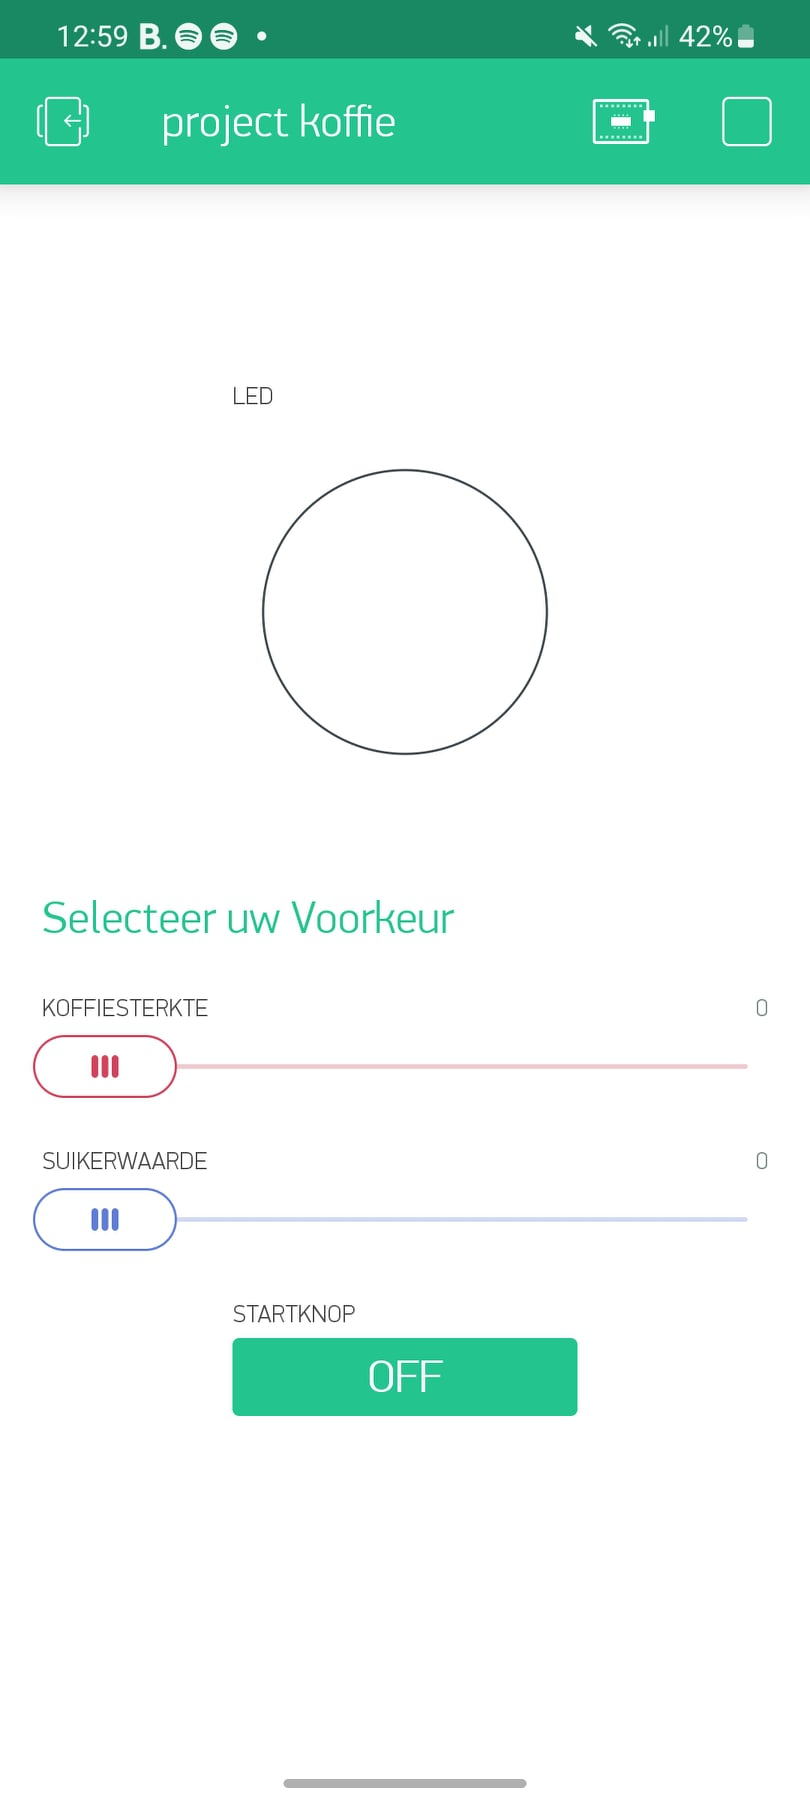 12:59 B. 42%
project koffie
LED
Selecteer uw Voorkeur
KOFFIESTERKTE 0
SUIKERWAARDE 0
STARTKNOP
OFF